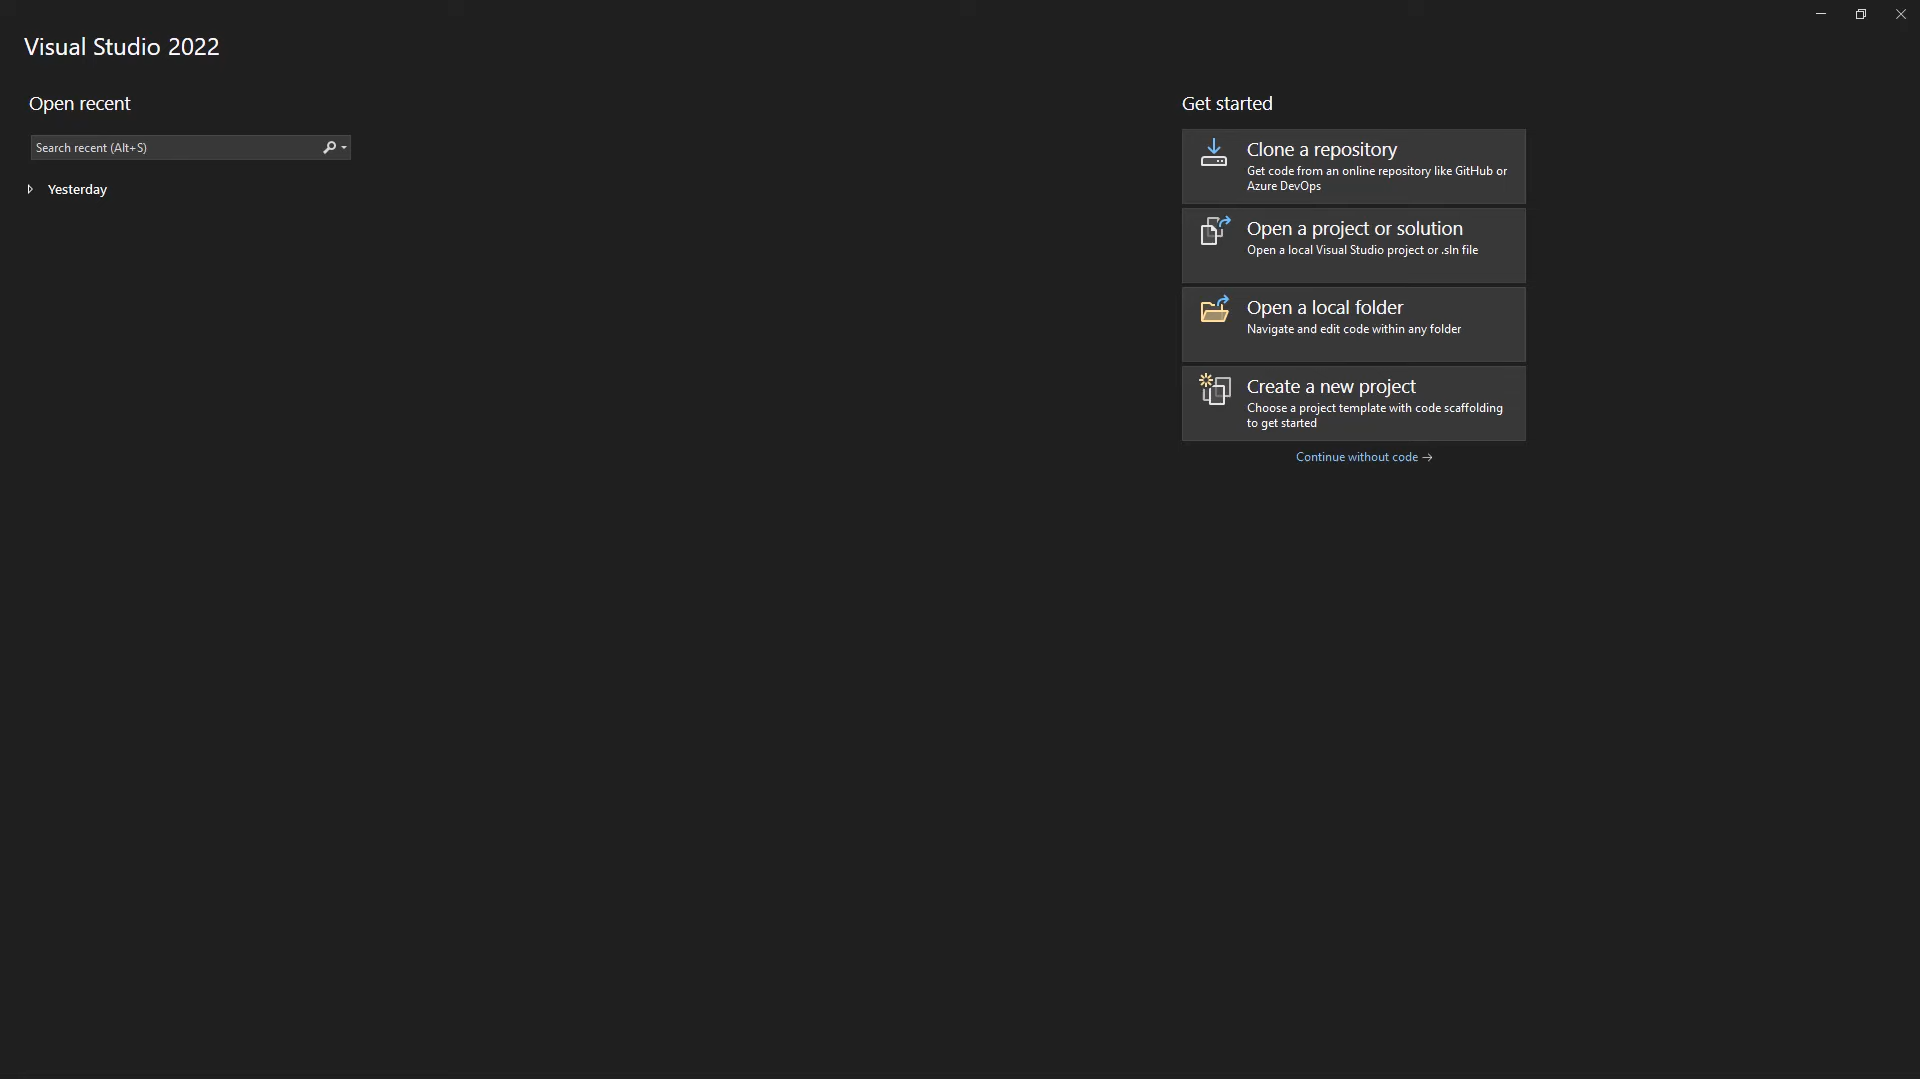 Visual Studio 2022
Open recent
Search recent (Alt+S)
Yesterday
Get started
Clone a repository
Get code from an online repository like GitHub or
Azure DevOps
Open a project or solution
Open a local Visual Studio project or .sln file
Open a local folder
Navigate and edit code within any folder
Create a new project
Choose a project template with code scaffolding
to get started
Continue without code →